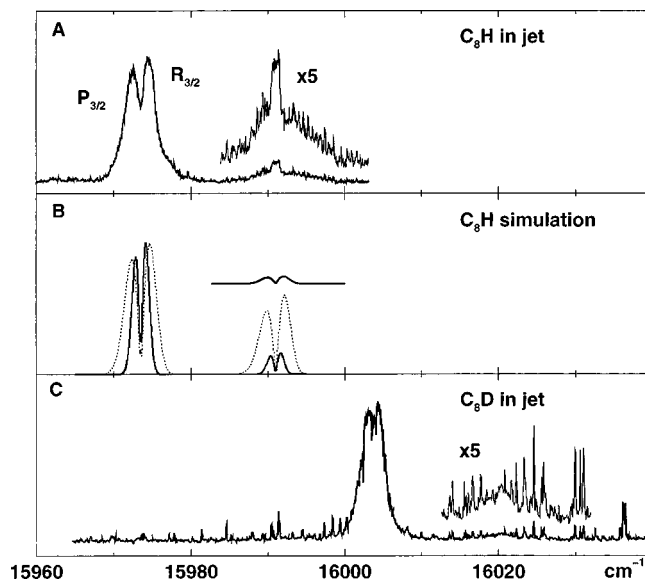 A
C₈H in jet
P₃/₂
R₃/₂
x5
B
C₈H simulation
C
C₈D in jet
x5
15960 15980 16000 16020 cm⁻¹